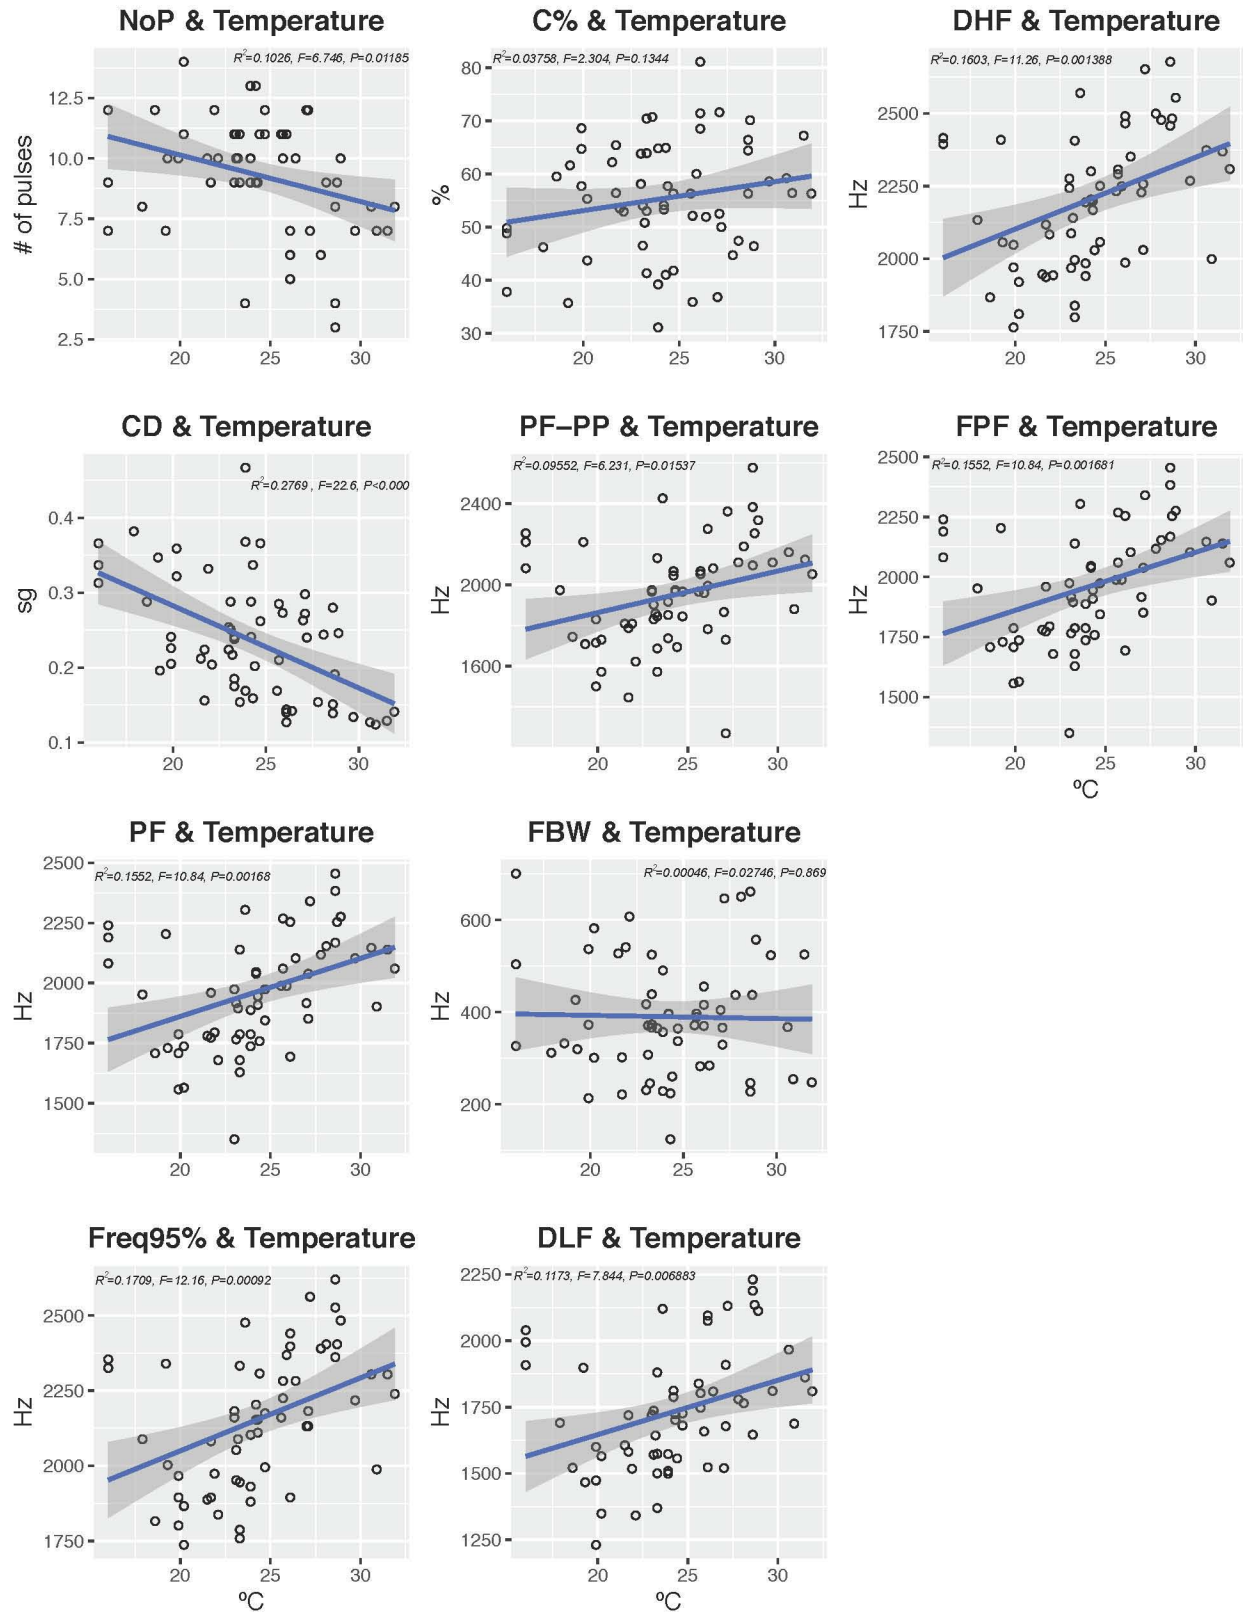 NoP & Temperature
R²=0.1026, F=6.746, P=0.01185
# of pulses
12.5
10.0
7.5
5.0
2.5
20 25 30
C% & Temperature
R²=0.03758, F=2.304, P=0.1344
%
80
70
60
50
40
30
20 25 30
DHF & Temperature
R²=0.1603, F=11.26, P=0.001388
Hz
2500
2250
2000
1750
20 25 30
CD & Temperature
R²=0.2769 , F=22.6, P<0.000
sg
0.4
0.3
0.2
0.1
20 25 30
PF–PP & Temperature
R²=0.09552, F=6.231, P=0.01537
Hz
2400
2000
1600
20 25 30
FPF & Temperature
R²=0.1552, F=10.84, P=0.001681
Hz
2500
2250
2000
1750
1500
20 25 30
ºC
PF & Temperature
R²=0.1552, F=10.84, P=0.00168
Hz
2500
2250
2000
1750
1500
20 25 30
FBW & Temperature
R²=0.00046, F=0.02746, P=0.869
Hz
600
400
200
20 25 30
Freq95% & Temperature
R²=0.1709, F=12.16, P=0.00092
Hz
2500
2250
2000
1750
20 25 30
ºC
DLF & Temperature
R²=0.1173, F=7.844, P=0.006883
Hz
2250
2000
1750
1500
1250
20 25 30
ºC